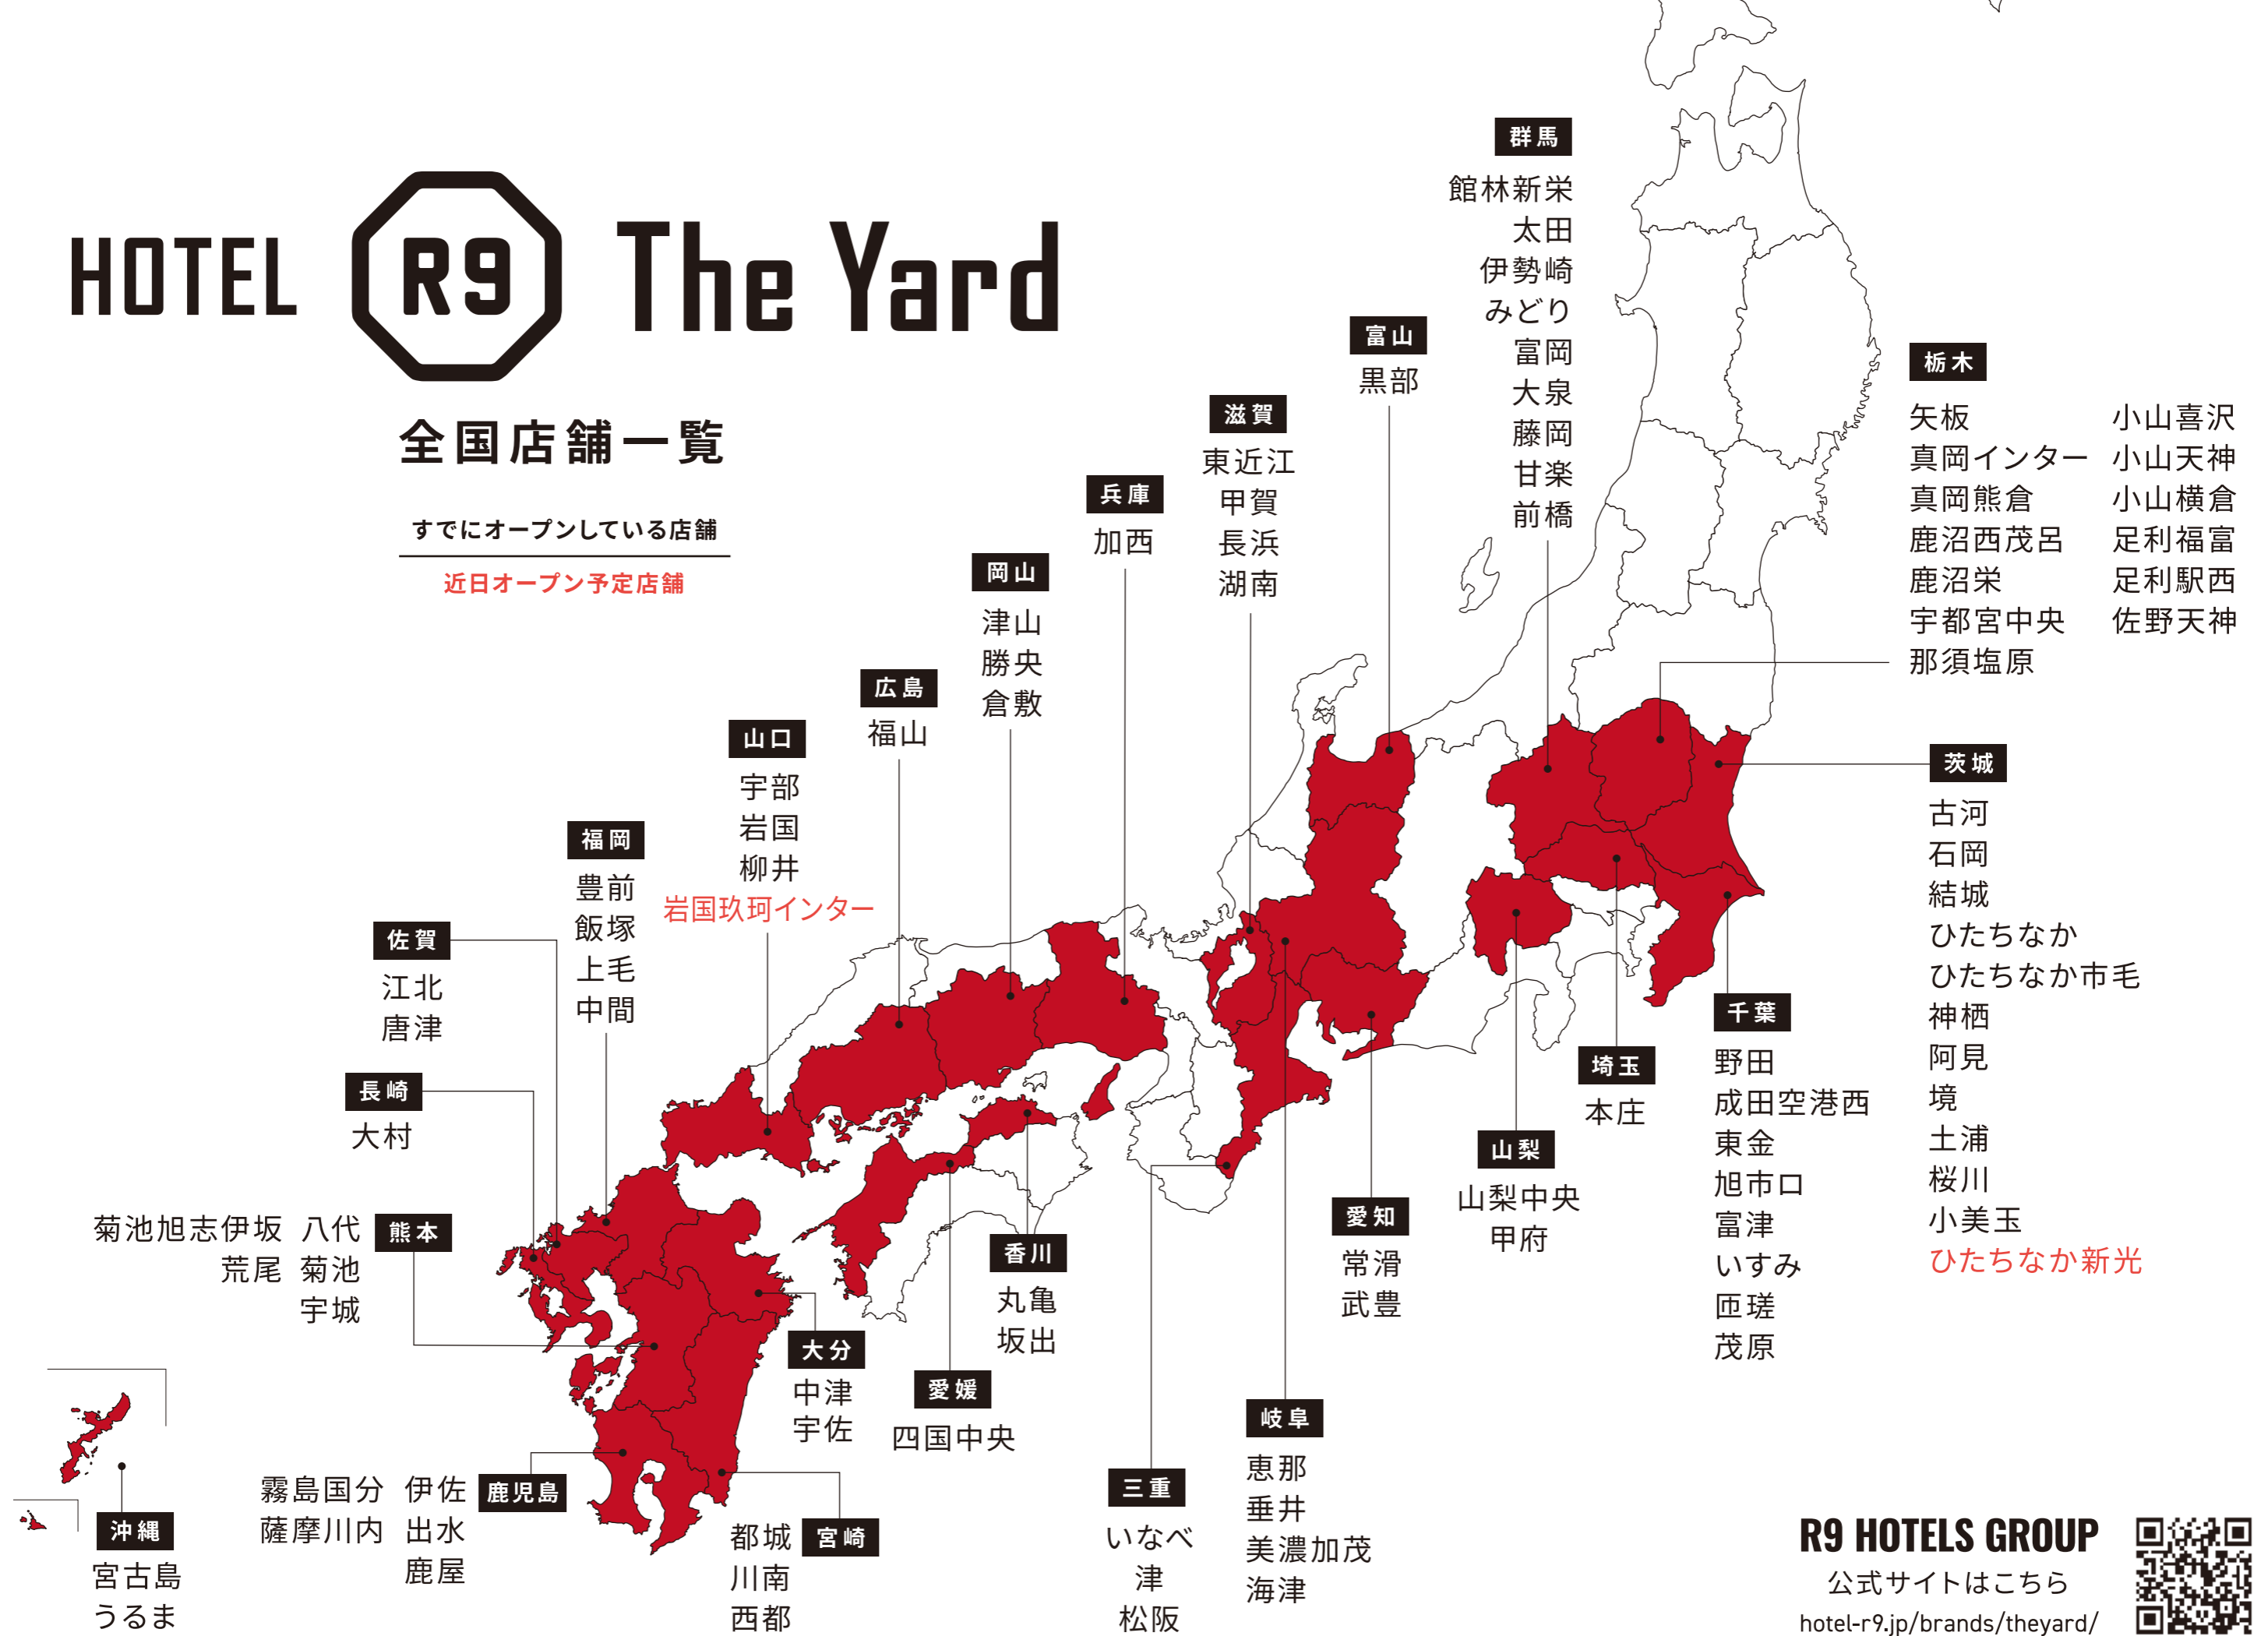 HOTEL R9 The Yard
全国店舗一覧
すでにオープンしている店舗
近日オープン予定店舗
群馬
館林新栄
太田
伊勢崎
みどり
富岡
大泉
藤岡
甘楽
前橋
富山
黒部
滋賀
東近江
甲賀
長浜
湖南
兵庫
加西
岡山
津山
勝央
倉敷
広島
福山
山口
宇部
岩国
柳井
岩国玖珂インター
福岡
豊前
飯塚
上毛
中間
佐賀
江北
唐津
長崎
大村
熊本
菊池旭志伊坂 八代
荒尾 菊池
宇城
栃木
矢板 小山喜沢
真岡インター 小山天神
真岡熊倉 小山横倉
鹿沼西茂呂 足利福富
鹿沼栄 足利駅西
宇都宮中央 佐野天神
那須塩原
茨城
古河
石岡
結城
ひたちなか
ひたちなか市毛
神栖
阿見
境
土浦
桜川
小美玉
ひたちなか新光
千葉
野田
成田空港西
東金
旭市口
富津
いすみ
匝瑳
茂原
埼玉
本庄
山梨
山梨中央
甲府
愛知
常滑
武豊
岐阜
恵那
垂井
美濃加茂
海津
三重
いなべ
津
松阪
香川
丸亀
坂出
愛媛
四国中央
大分
中津
宇佐
宮崎
都城
川南
西都
鹿児島
霧島国分 伊佐
薩摩川内 出水
鹿屋
沖縄
宮古島
うるま
R9 HOTELS GROUP
公式サイトはこちら
hotel-r9.jp/brands/theyard/